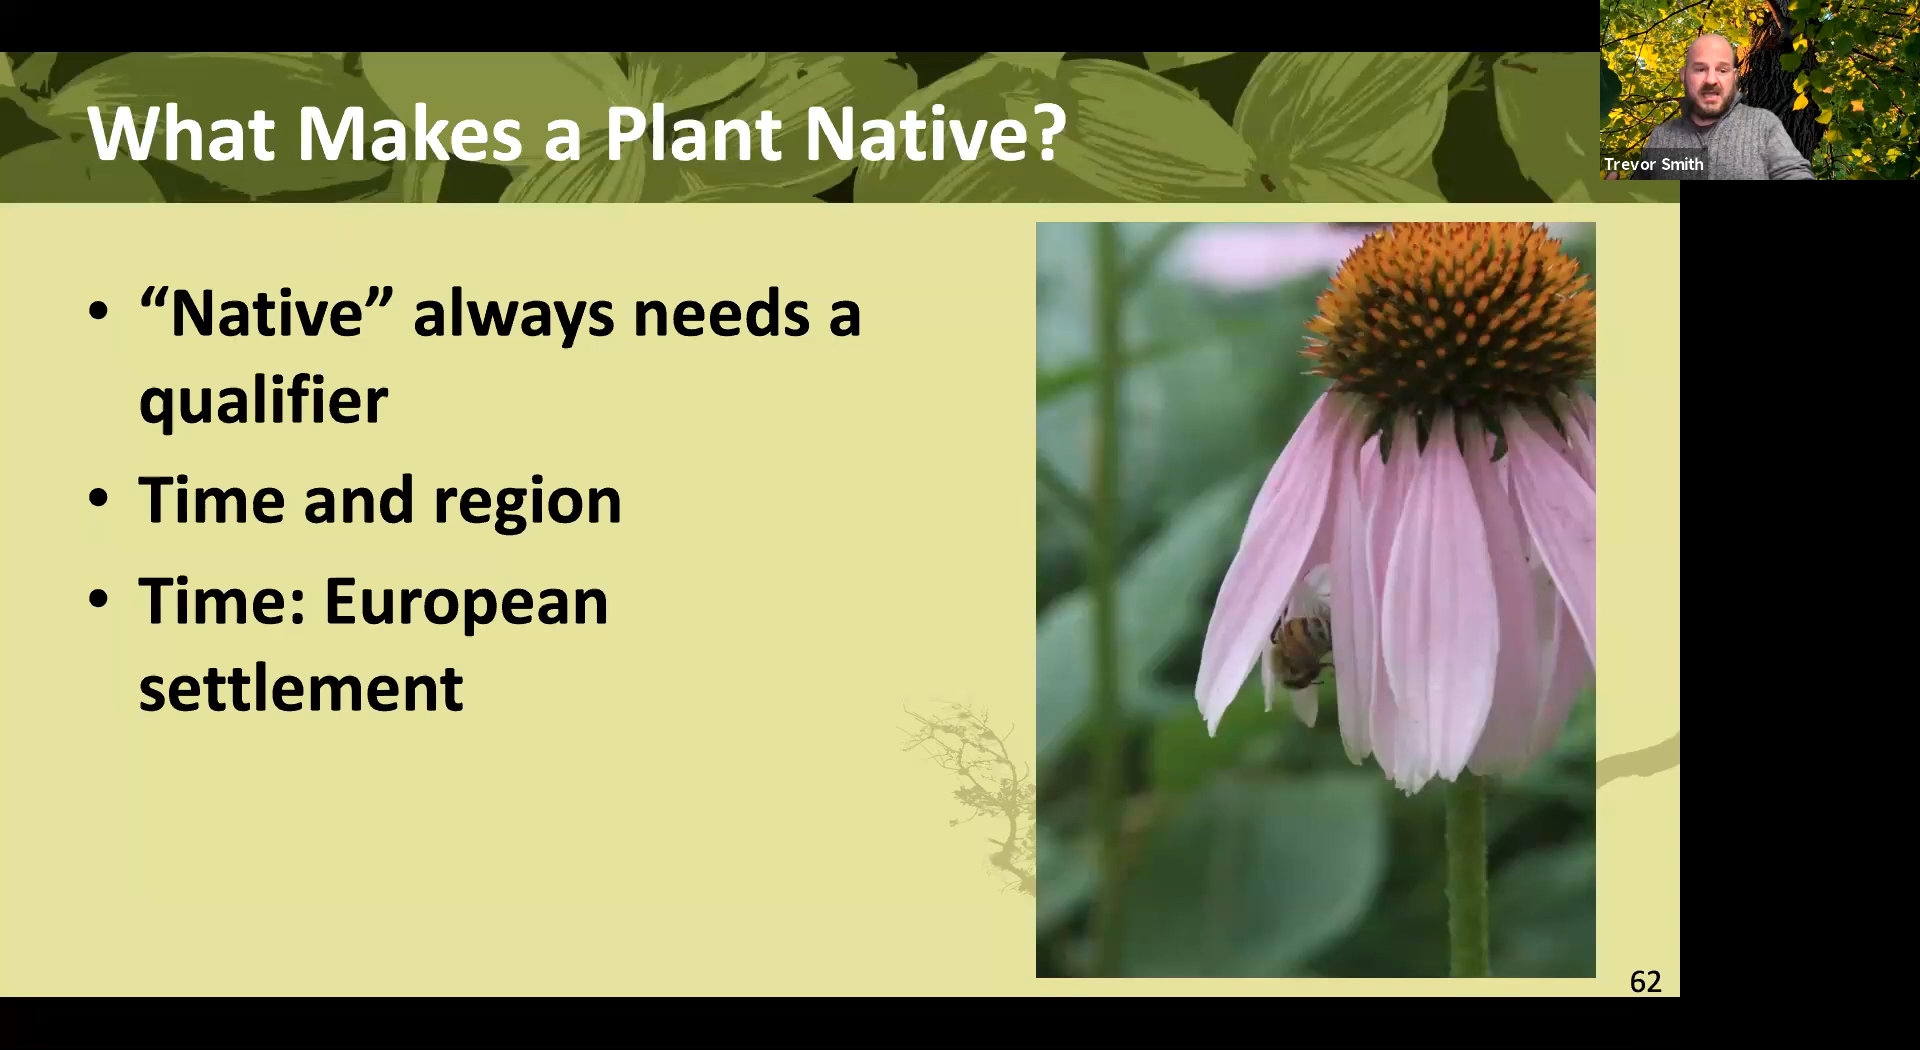 What Makes a Plant Native?
Trevor Smith
• “Native” always needs a
qualifier
• Time and region
• Time: European
settlement
62